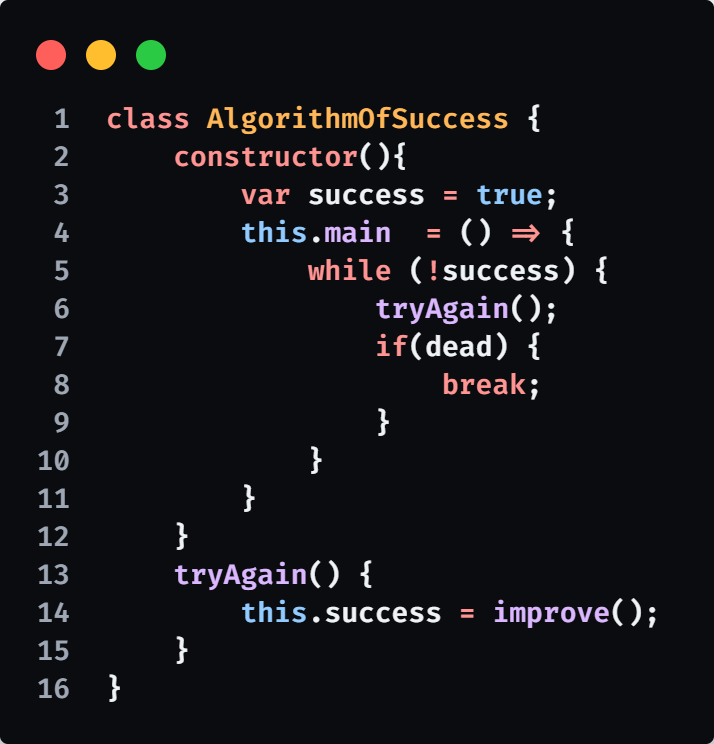 1 class AlgorithmOfSuccess {
2     constructor(){
3         var success = true;
4         this.main  = () => {
5             while (!success) {
6                 tryAgain();
7                 if(dead) {
8                     break;
9                 }
10             }
11         }
12     }
13     tryAgain() {
14         this.success = improve();
15     }
16 }